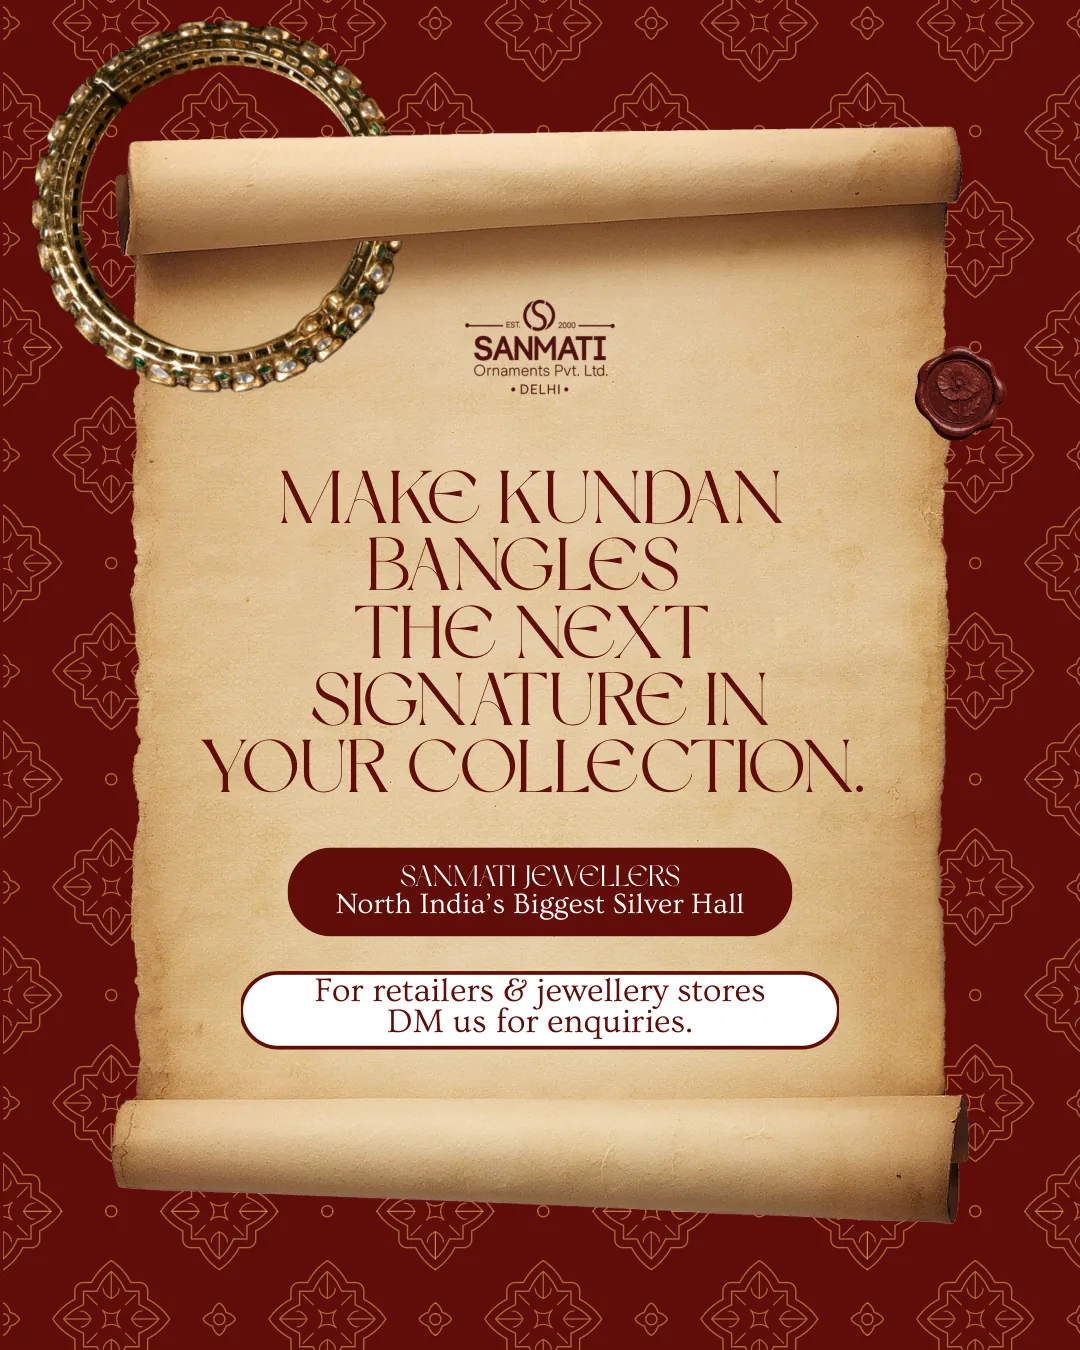 EST. 2000
SANMATI
Ornaments Pvt. Ltd.
• DELHI •
MAKE KUNDAN
BANGLES
THE NEXT
SIGNATURE IN
YOUR COLLECTION.
SANMATI JEWELLERS
North India's Biggest Silver Hall
For retailers & jewellery stores
DM us for enquiries.